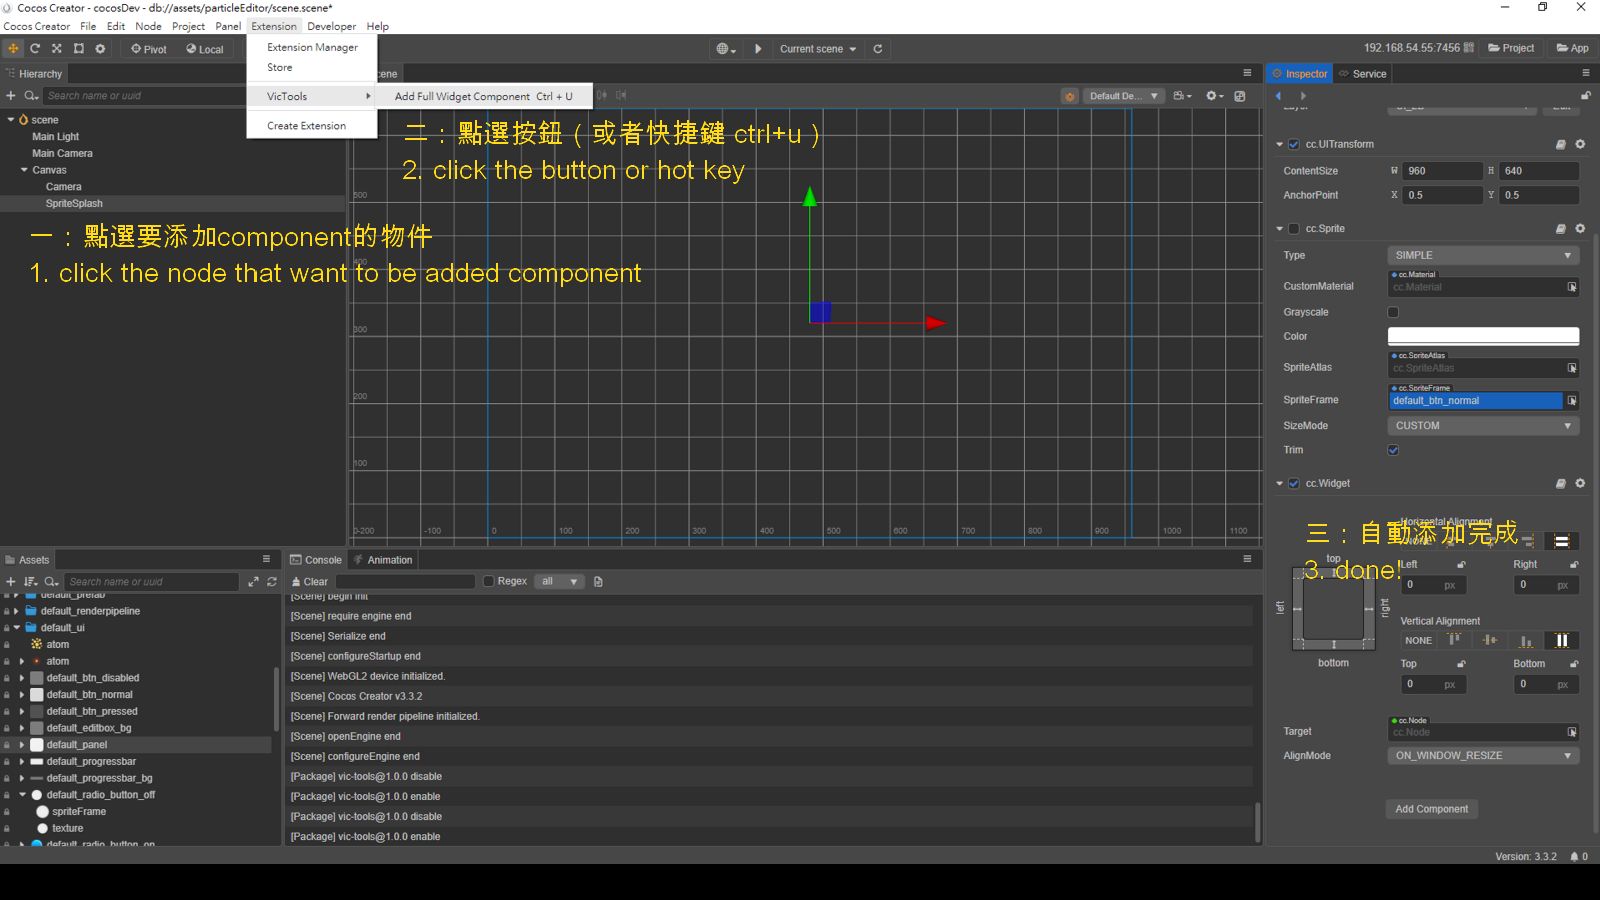 Cocos Creator - cocosDev - db://assets/particleEditor/scene.scene*
Cocos Creator File Edit Node Project Panel Extension Developer Help
Pivot Local
Current scene
192.168.54.55:7456
Project
App
Extension Manager
Store
VicTools
Create Extension
Add Full Widget Component Ctrl + U
Hierarchy
Search name or uuid
scene
Main Light
Main Camera
Canvas
Camera
SpriteSplash
Default De...
二：點選按鈕（或者快捷鍵 ctrl+u）
2. click the button or hot key
一：點選要添加component的物件
1. click the node that want to be added component
500
400
300
200
100
0-200 -100 0 100 200 300 400 500 600 700 800 900 1000 1100
Inspector Service
cc.UITransform
ContentSize W 960 H 640
AnchorPoint X 0.5 Y 0.5
cc.Sprite
Type SIMPLE
cc.Material
CustomMaterial cc.Material
Grayscale
Color
cc.SpriteAtlas
SpriteAtlas cc.SpriteAtlas
cc.SpriteFrame
SpriteFrame default_btn_normal
SizeMode CUSTOM
Trim
cc.Widget
Horizontal Alignment
三：自動添加完成
NONE
3. done!
top
left
right
bottom
Left Right
0 px 0 px
Vertical Alignment
NONE
Top Bottom
0 px 0 px
cc.Node
Target cc.Node
AlignMode ON_WINDOW_RESIZE
Add Component
Assets
Search name or uuid
default_prefab
default_renderpipeline
default_ui
atom
atom
default_btn_disabled
default_btn_normal
default_btn_pressed
default_editbox_bg
default_panel
default_progressbar
default_progressbar_bg
default_radio_button_off
spriteFrame
texture
default_radio_button_on
Console Animation
Clear Regex all
[Scene] begin init
[Scene] require engine end
[Scene] Serialize end
[Scene] configureStartup end
[Scene] WebGL2 device initialized.
[Scene] Cocos Creator v3.3.2
[Scene] Forward render pipeline initialized.
[Scene] openEngine end
[Scene] configureEngine end
[Package] vic-tools@1.0.0 disable
[Package] vic-tools@1.0.0 enable
[Package] vic-tools@1.0.0 disable
[Package] vic-tools@1.0.0 enable
Version: 3.3.2 0